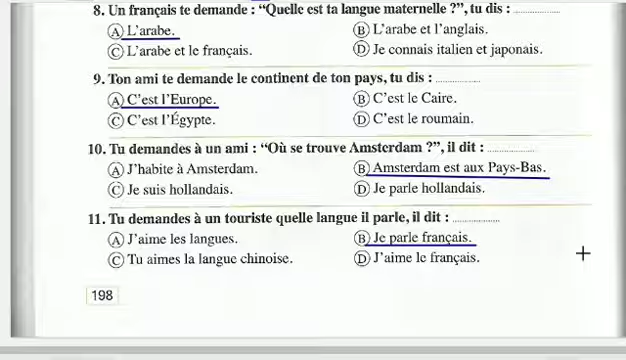 8. Un français te demande : “Quelle est ta langue maternelle ?”, tu dis : ................
Ⓐ L’arabe. Ⓑ L’arabe et l’anglais.
Ⓒ L’arabe et le français. Ⓓ Je connais italien et japonais.
9. Ton ami te demande le continent de ton pays, tu dis : ................
Ⓐ C’est l’Europe. Ⓑ C’est le Caire.
Ⓒ C’est l’Égypte. Ⓓ C’est le roumain.
10. Tu demandes à un ami : “Où se trouve Amsterdam ?”, il dit : ................
Ⓐ J’habite à Amsterdam. Ⓑ Amsterdam est aux Pays-Bas.
Ⓒ Je suis hollandais. Ⓓ Je parle hollandais.
11. Tu demandes à un touriste quelle langue il parle, il dit : ................
Ⓐ J’aime les langues. Ⓑ Je parle français.
Ⓒ Tu aimes la langue chinoise. Ⓓ J’aime le français.
198